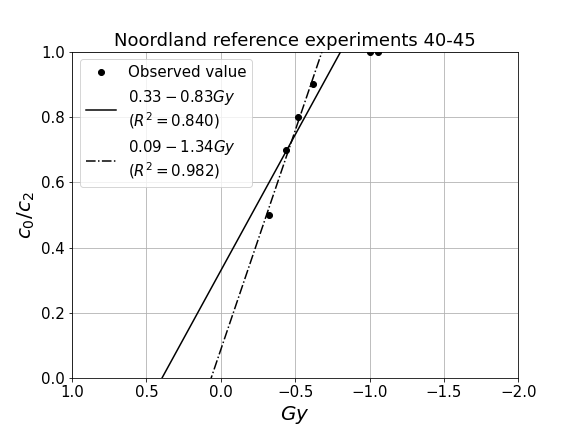 Noordland reference experiments 40-45
Observed value
0.33 − 0.83Gy
(R² = 0.840)
0.09 − 1.34Gy
(R² = 0.982)
c₀/c₂
1.0
0.8
0.6
0.4
0.2
0.0
1.0 0.5 0.0 −0.5 −1.0 −1.5 −2.0
Gy